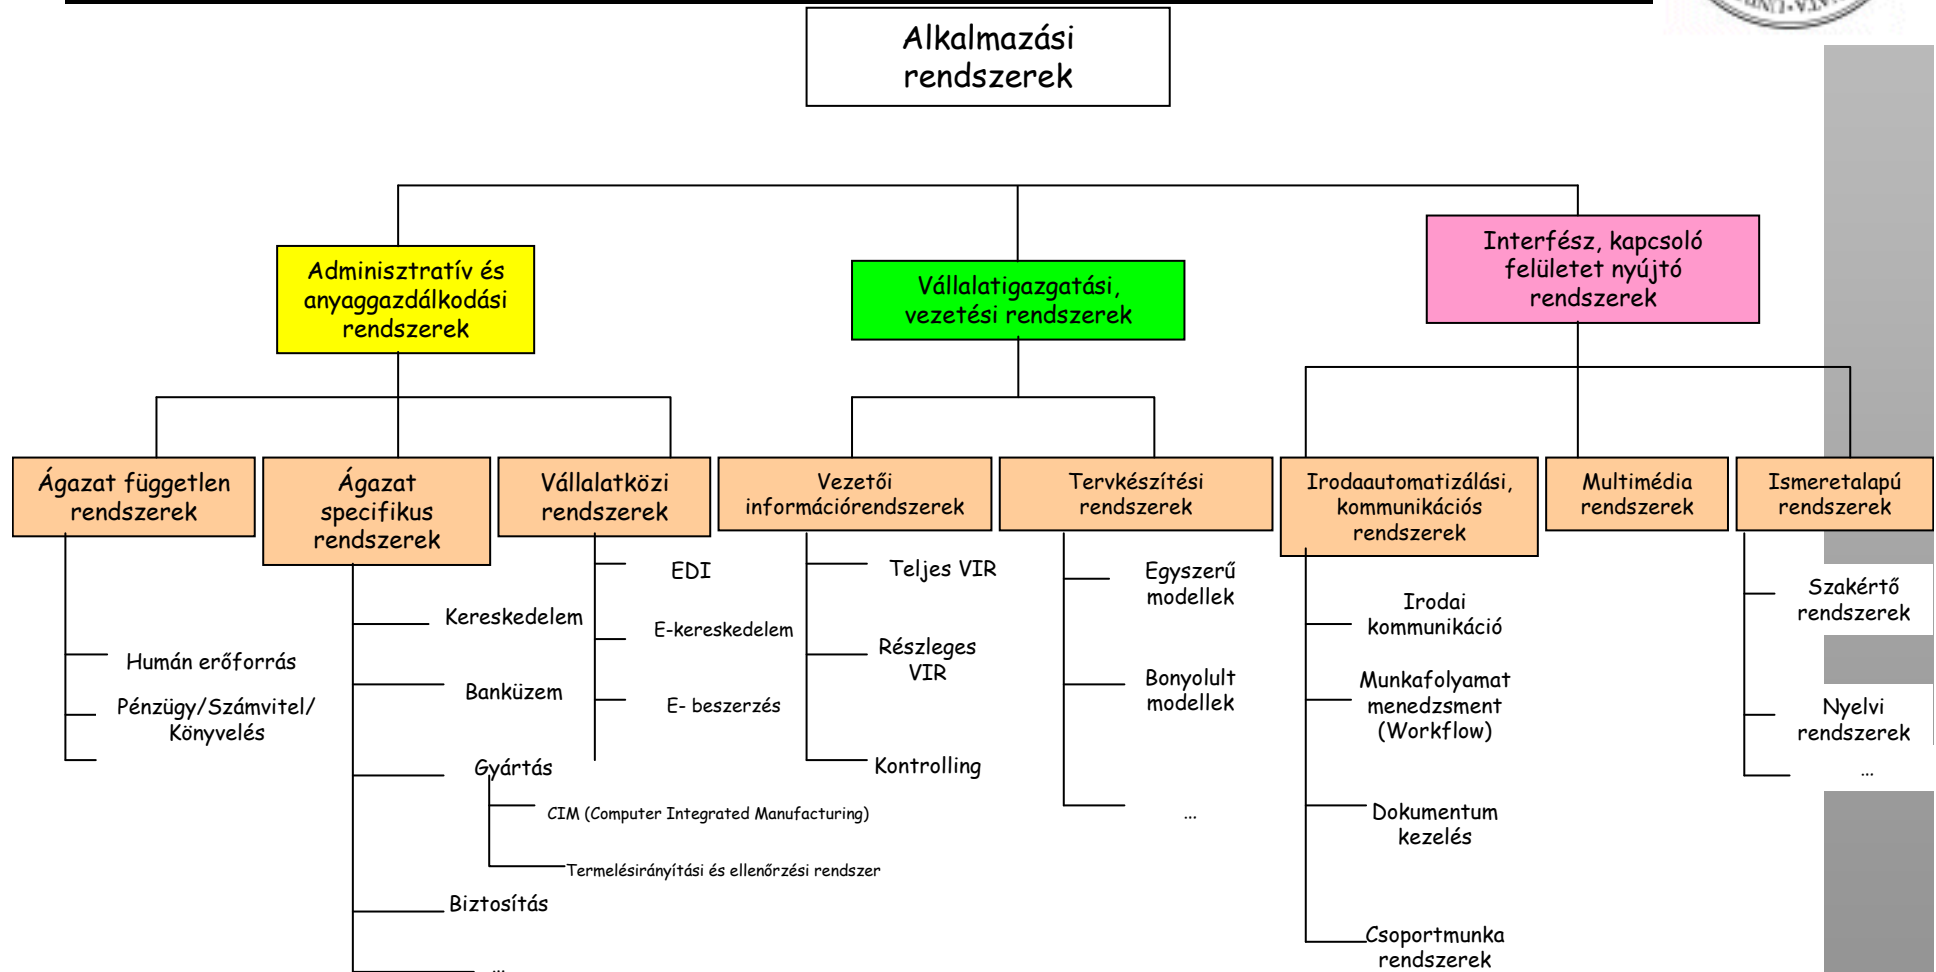 Alkalmazási
rendszerek
Adminisztratív és
anyaggazdálkodási
rendszerek
Vállalatigazgatási,
vezetési rendszerek
Interfész, kapcsoló
felületet nyújtó
rendszerek
Ágazat független
rendszerek
Ágazat
specifikus
rendszerek
Vállalatközi
rendszerek
Vezetői
információrendszerek
Tervkészítési
rendszerek
Irodaautomatizálási,
kommunikációs
rendszerek
Multimédia
rendszerek
Ismeretalapú
rendszerek
Humán erőforrás
Pénzügy/Számvitel/
Könyvelés
Kereskedelem
Banküzem
Gyártás
CIM (Computer Integrated Manufacturing)
Termelésirányítási és ellenőrzési rendszer
Biztosítás
...
EDI
E-kereskedelem
E- beszerzés
Teljes VIR
Részleges
VIR
Kontrolling
Egyszerű
modellek
Bonyolult
modellek
...
Irodai
kommunikáció
Munkafolyamat
menedzsment
(Workflow)
Dokumentum
kezelés
Csoportmunka
rendszerek
Szakértő
rendszerek
Nyelvi
rendszerek
...